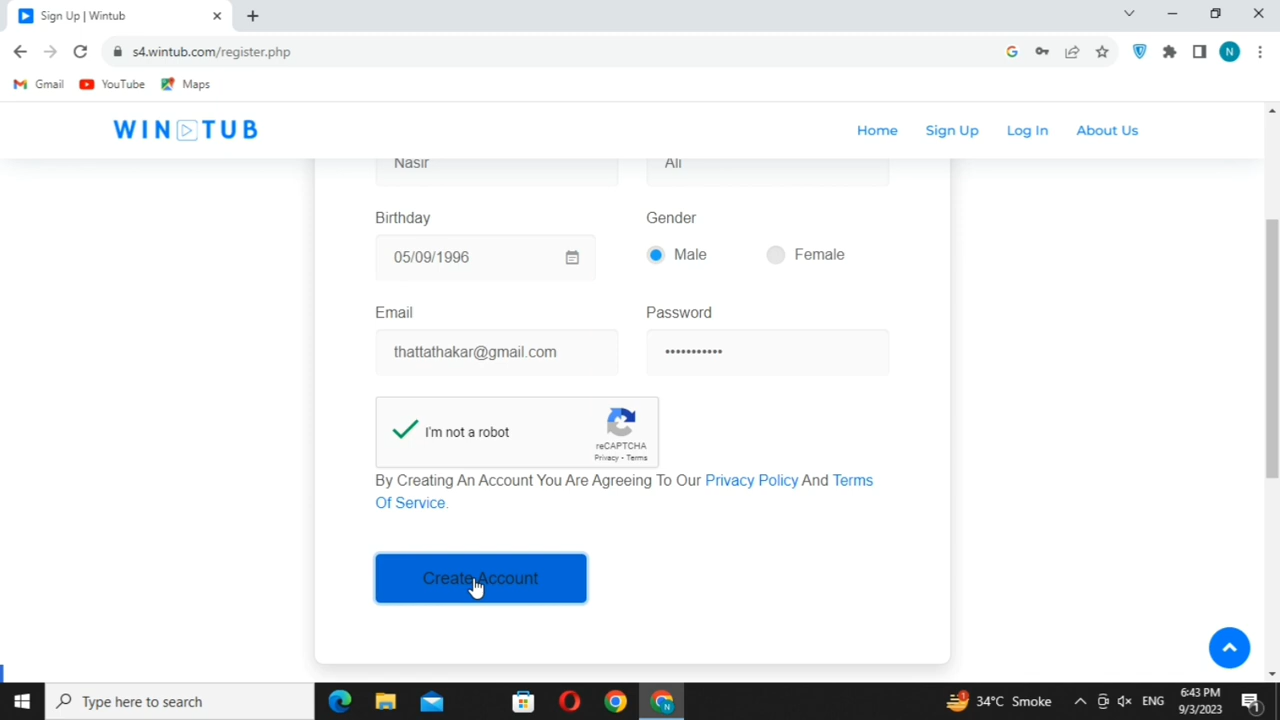 Sign Up | Wintub
s4.wintub.com/register.php
N
Gmail YouTube Maps
WIN TUB
Home Sign Up Log In About Us
Nasir Ali
Birthday Gender
05/09/1996 Male Female
Email Password
thattathakar@gmail.com •••••••••••
I'm not a robot
reCAPTCHA
Privacy - Terms
By Creating An Account You Are Agreeing To Our Privacy Policy And Terms
Of Service.
Create Account
Type here to search
34°C Smoke ENG
6:43 PM
9/3/2023
1